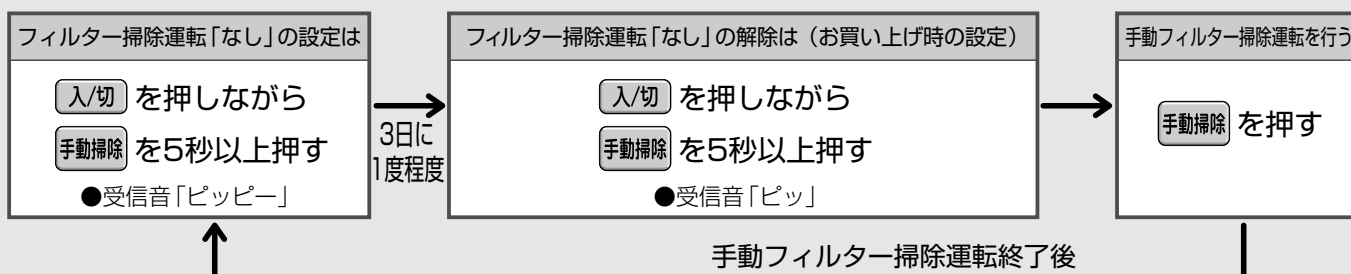 フィルター掃除運転「なし」の設定は
入/切 を押しながら
手動掃除 を5秒以上押す
●受信音「ピッピー」
3日に
1度程度
フィルター掃除運転「なし」の解除は（お買い上げ時の設定）
入/切 を押しながら
手動掃除 を5秒以上押す
●受信音「ピッ」
手動フィルター掃除運転を行う
手動掃除 を押す
手動フィルター掃除運転終了後